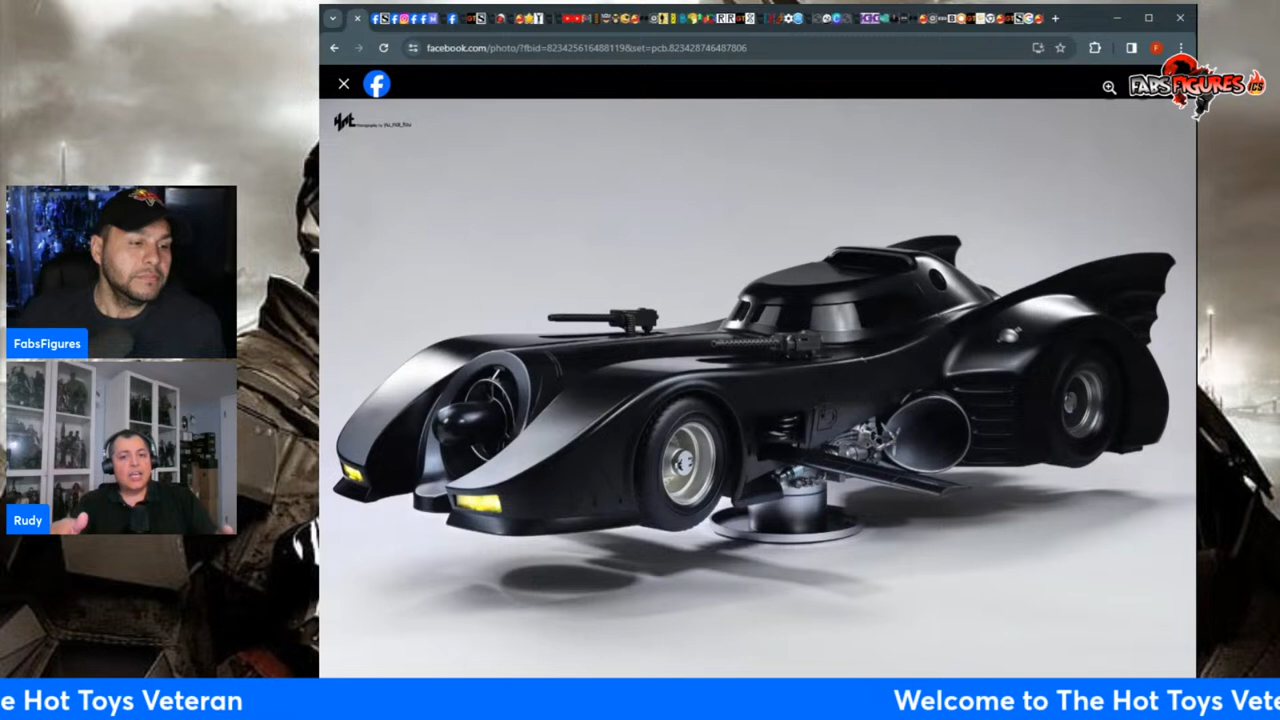 facebook.com/photo/?fbid=823425616488119&set=pcb.823428746487806
FABSFIGURES
FabsFIgures
Rudy
e Hot Toys Veteran
Welcome to The Hot Toys Vete